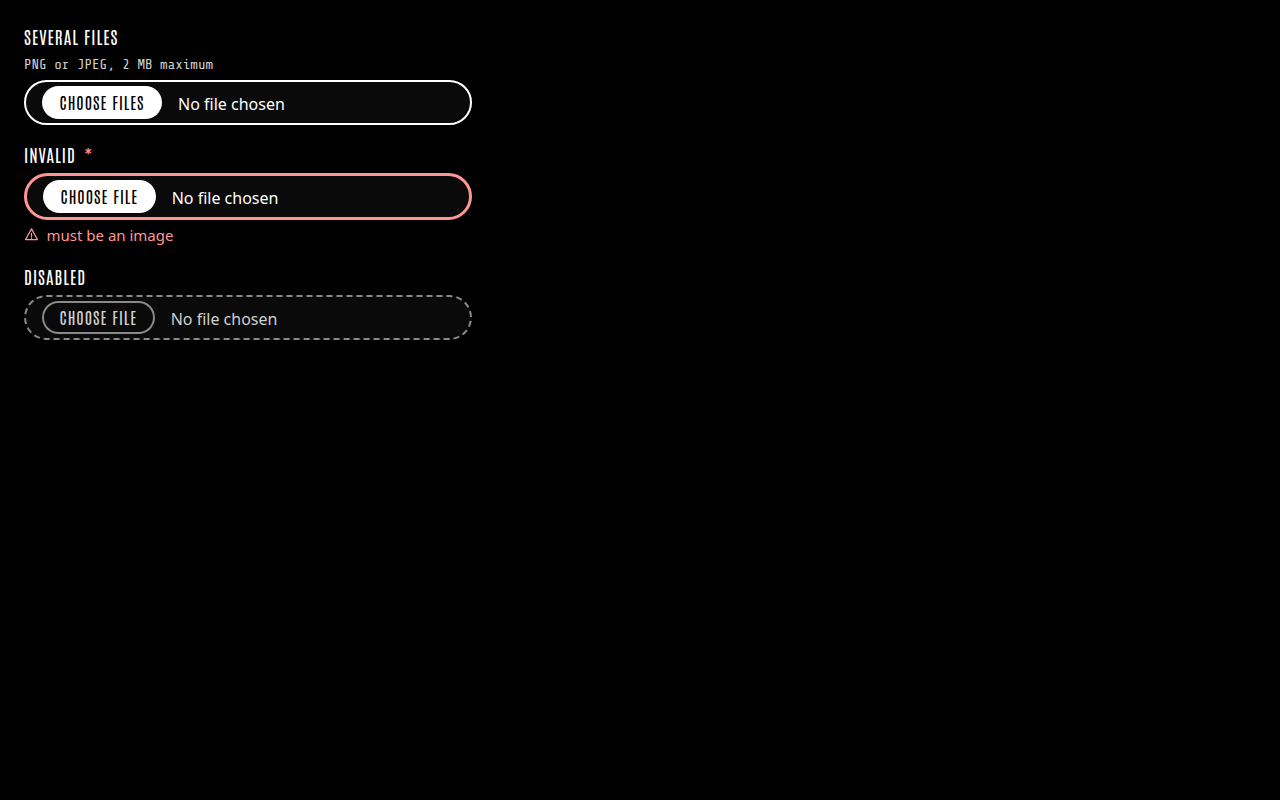 SEVERAL FILES
PNG or JPEG, 2 MB maximum
CHOOSE FILES No file chosen
INVALID *
CHOOSE FILE No file chosen
must be an image
DISABLED
CHOOSE FILE No file chosen